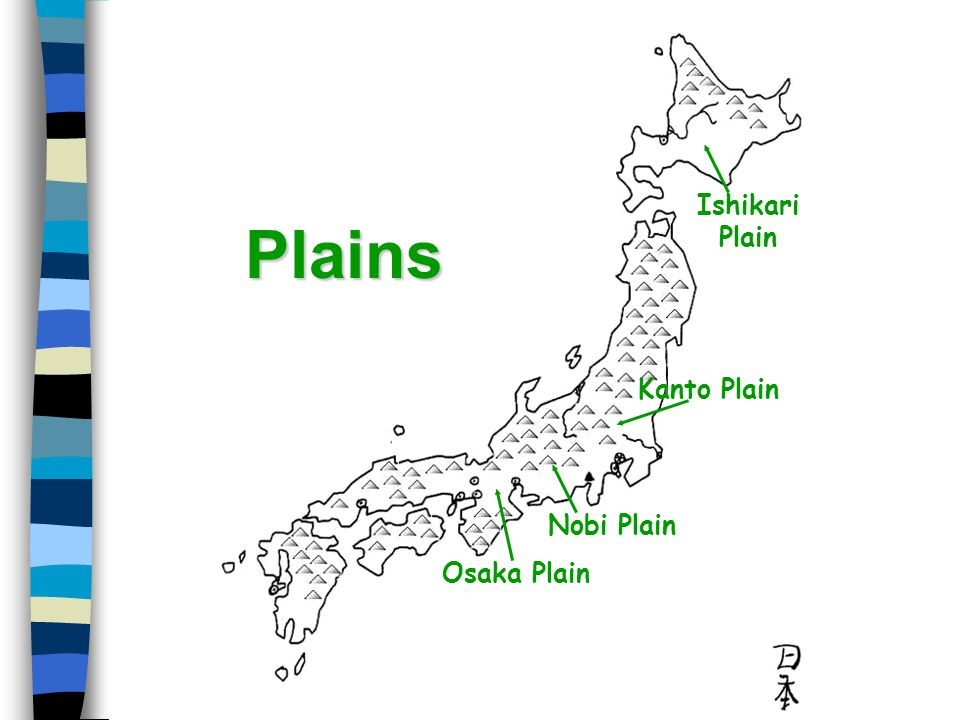 Ishikari
Plain
Plains
Kanto Plain
Nobi Plain
Osaka Plain
日
本